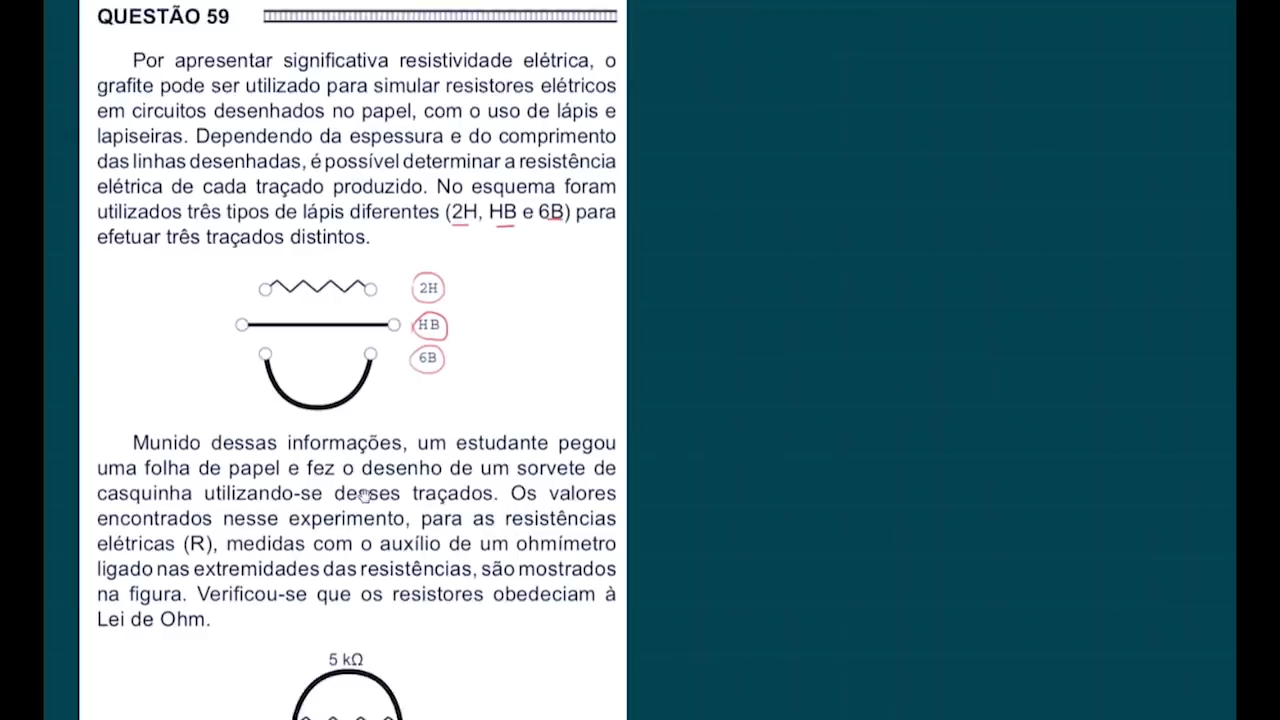 QUESTÃO 59
Por apresentar significativa resistividade elétrica, o
grafite pode ser utilizado para simular resistores elétricos
em circuitos desenhados no papel, com o uso de lápis e
lapiseiras. Dependendo da espessura e do comprimento
das linhas desenhadas, é possível determinar a resistência
elétrica de cada traçado produzido. No esquema foram
utilizados três tipos de lápis diferentes (2H, HB e 6B) para
efetuar três traçados distintos.
2H
HB
6B
Munido dessas informações, um estudante pegou
uma folha de papel e fez o desenho de um sorvete de
casquinha utilizando-se desses traçados. Os valores
encontrados nesse experimento, para as resistências
elétricas (R), medidas com o auxílio de um ohmímetro
ligado nas extremidades das resistências, são mostrados
na figura. Verificou-se que os resistores obedeciam à
Lei de Ohm.
5 kΩ